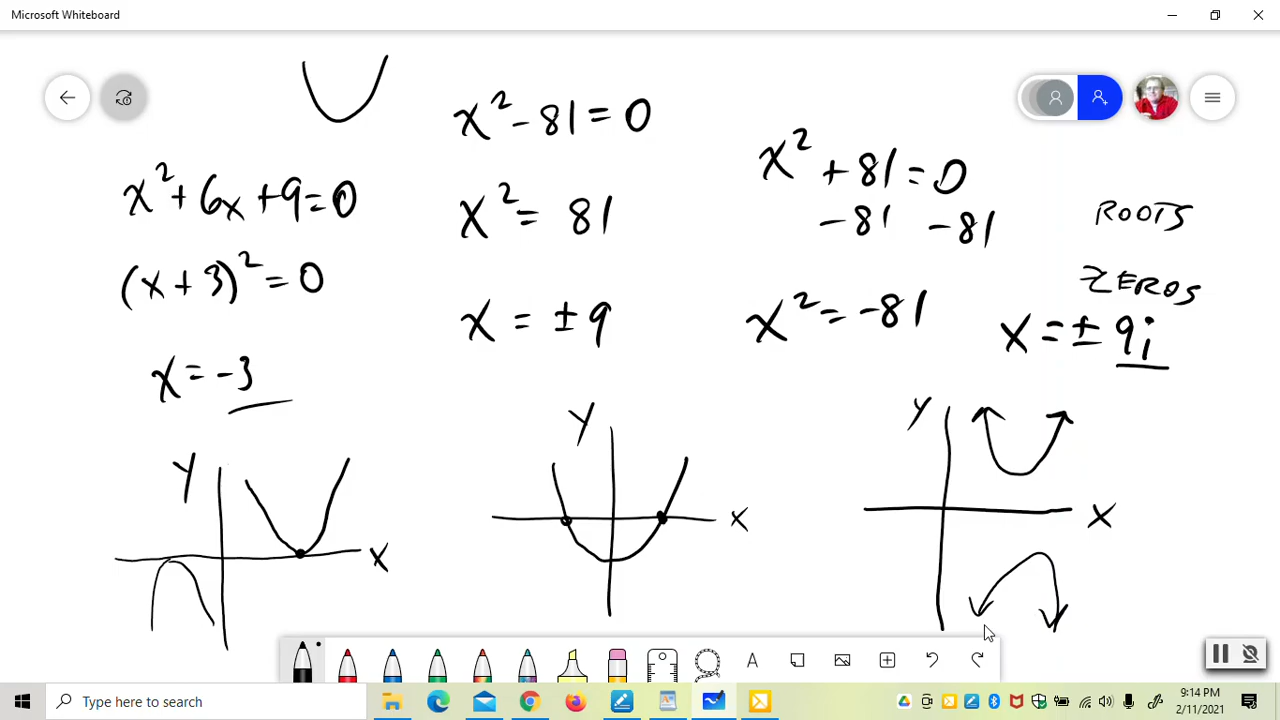 Microsoft Whiteboard
x² + 6x + 9 = 0
(x + 3)² = 0
x = -3
Y
X
x² - 81 = 0
x² = 81
x = ± 9
Y
X
x² + 81 = 0
- 81 - 81
x² = -81
x = ± 9i
ROOTS
ZEROS
Y
X
A
Type here to search
9:14 PM
2/11/2021